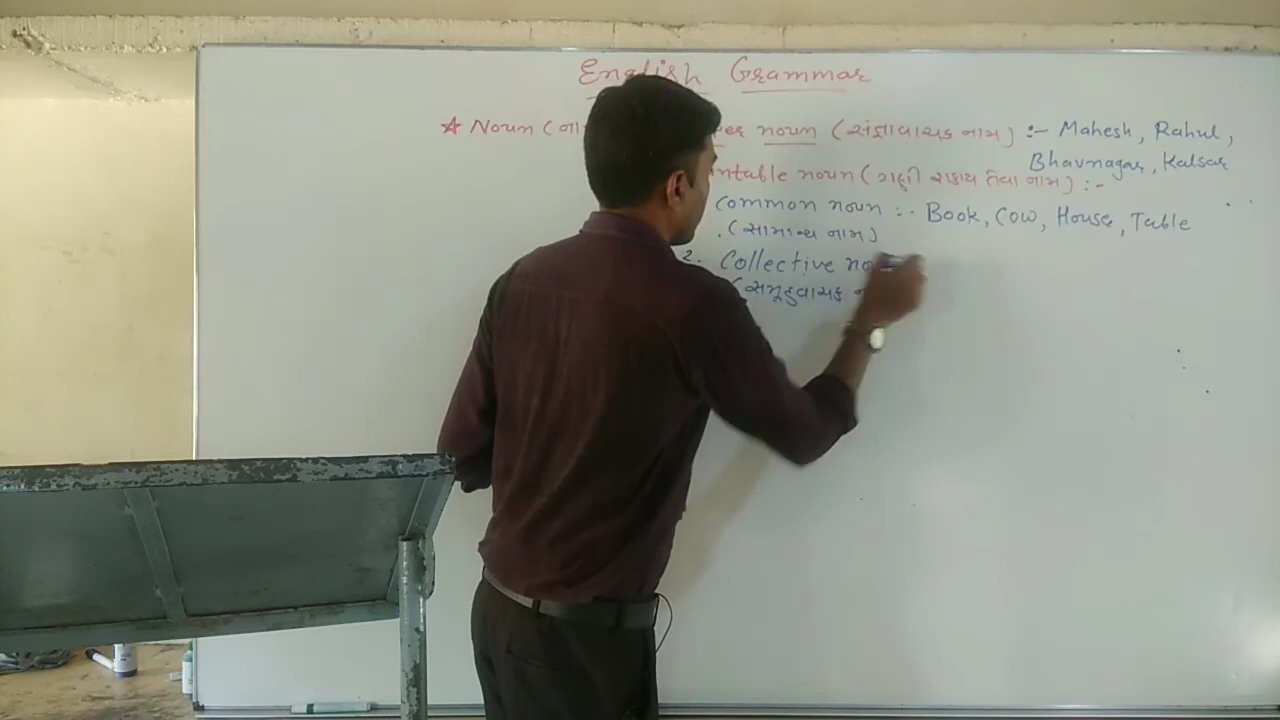 English Grammar
★ Noun (ના noun (સંજ્ઞાવાચક નામ) :- Mahesh, Rahul,
Bhavnagar, Kalsar
ntable noun (ગણી શકાય તેવા નામ) :-
common noun :- Book, Cow, House, Table
(સામાન્ય નામ)
2. Collective no
(સમૂહવાચક ન